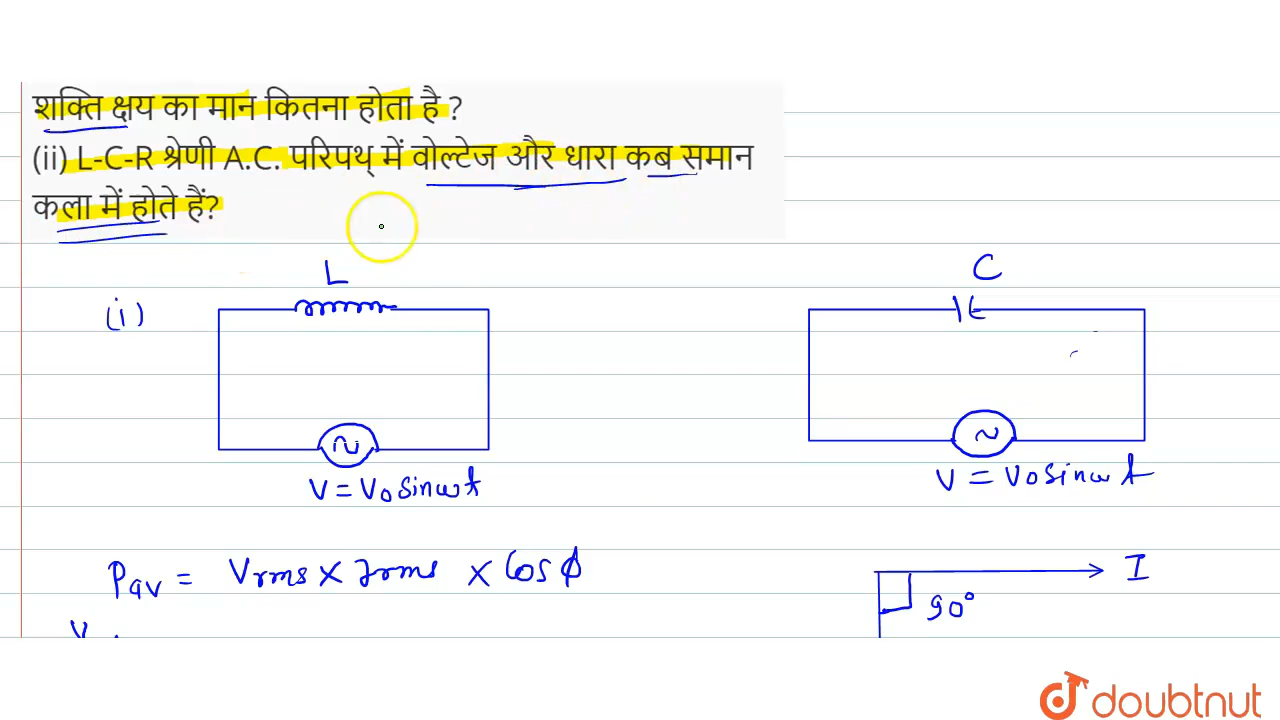 शक्ति क्षय का मान कितना होता है ?
(ii) L-C-R श्रेणी A.C. परिपथ् में वोल्टेज और धारा कब समान
कला में होते हैं?
L
C
(i)
V = V0 sinωt
V = V0 sinωt
Pav = Vrms × Irms × Cos ϕ
I
90°
doubtnut